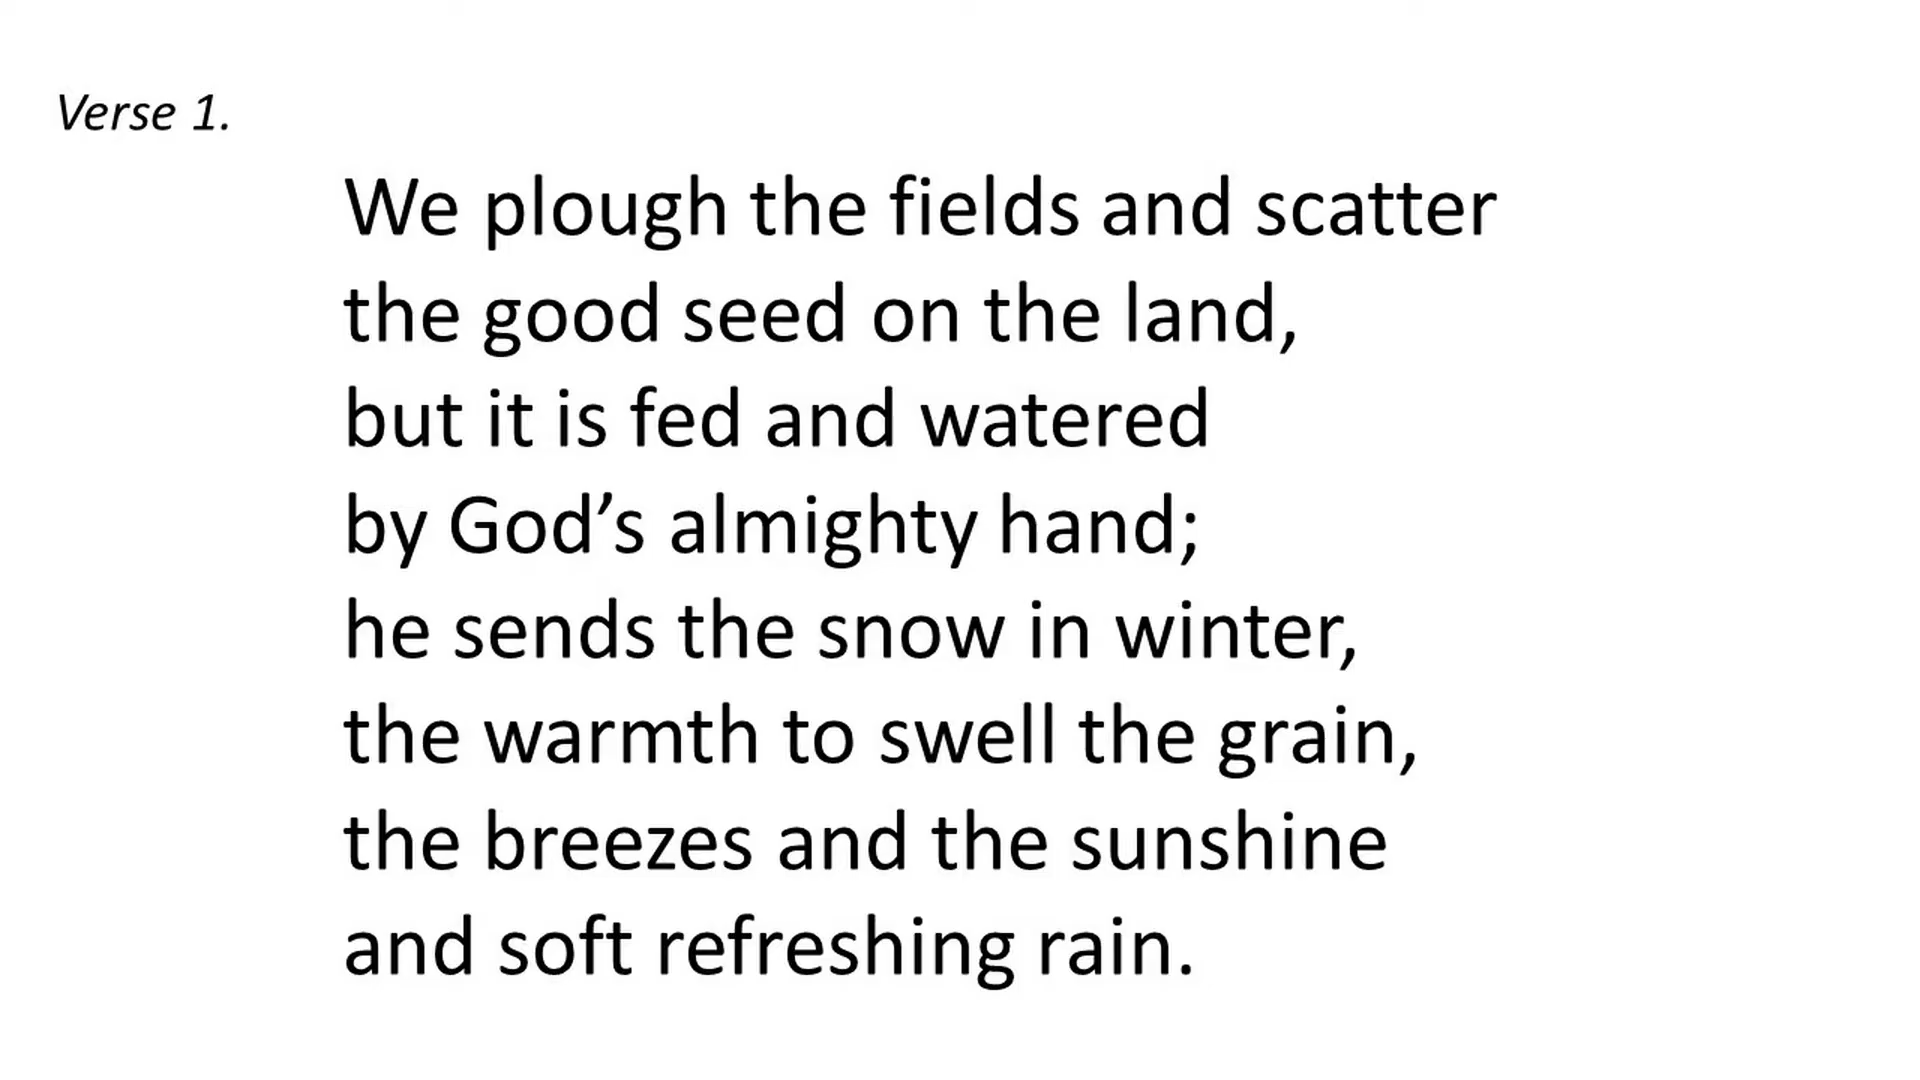 Verse 1.
We plough the fields and scatter
the good seed on the land,
but it is fed and watered
by God’s almighty hand;
he sends the snow in winter,
the warmth to swell the grain,
the breezes and the sunshine
and soft refreshing rain.